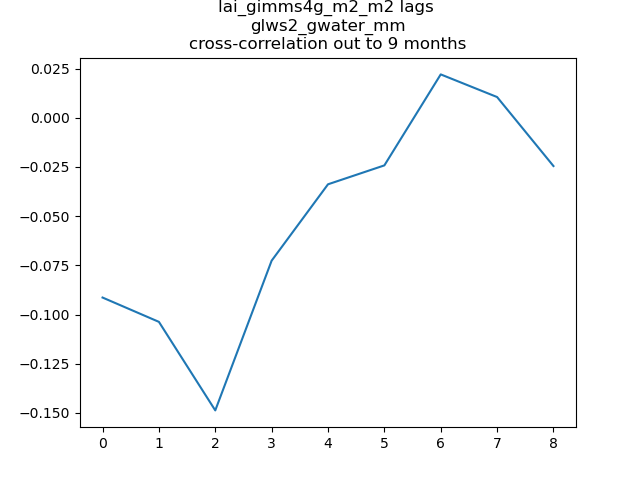 lai_gimms4g_m2_m2 lags
glws2_gwater_mm
cross-correlation out to 9 months
0.025
0.000
−0.025
−0.050
−0.075
−0.100
−0.125
−0.150
0 1 2 3 4 5 6 7 8